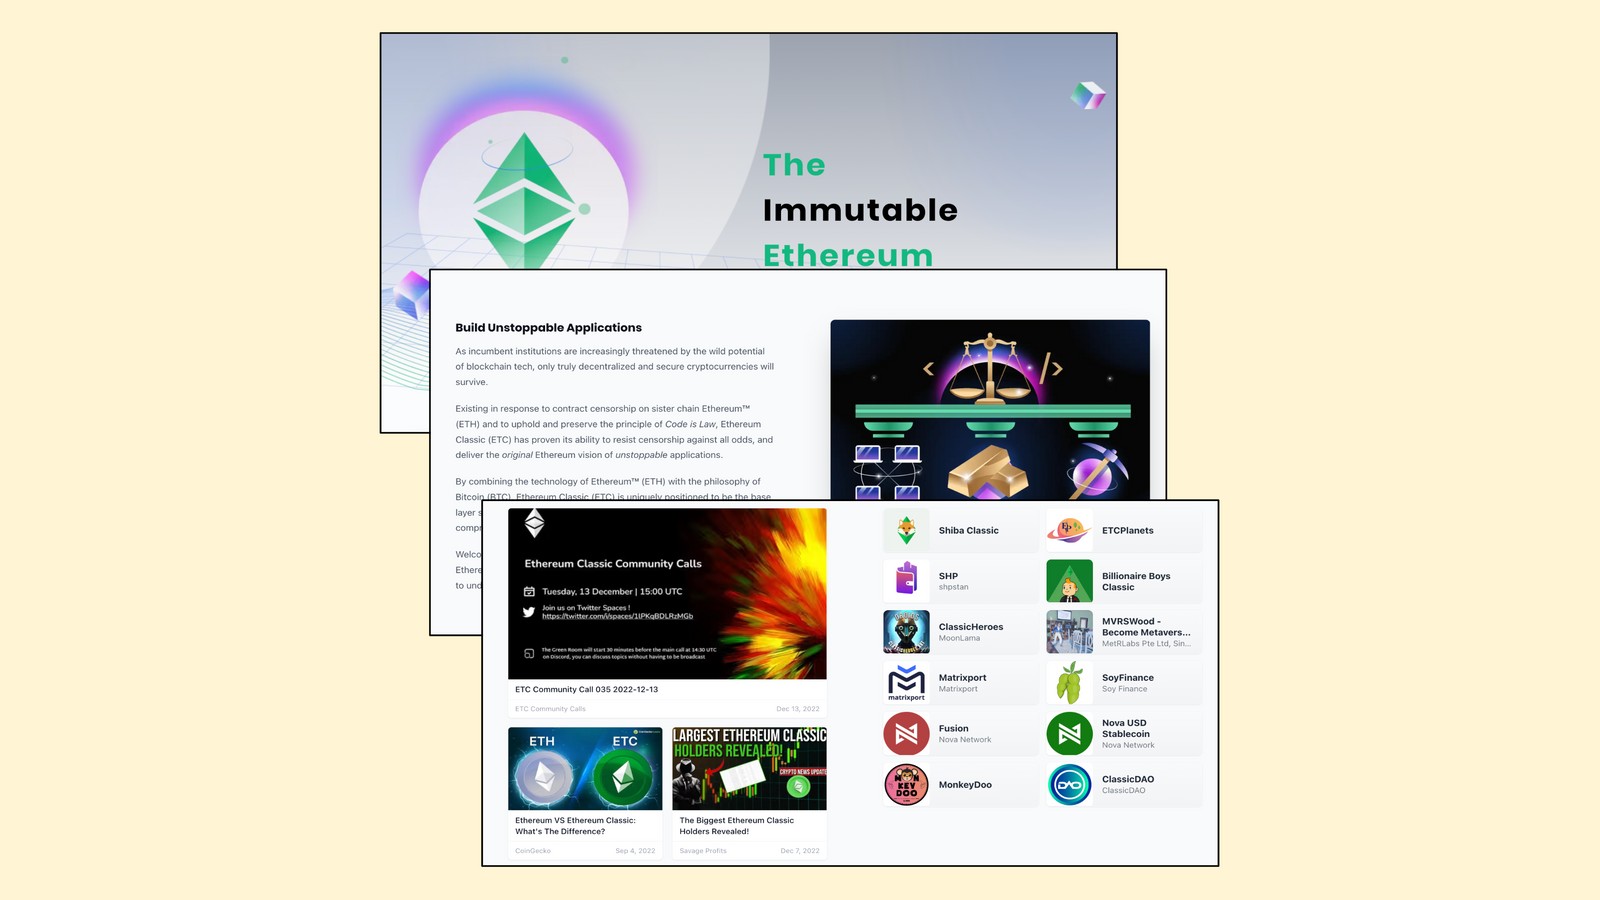 The
Immutable
Ethereum
Build Unstoppable Applications
As incumbent institutions are increasingly threatened by the wild potential
of blockchain tech, only truly decentralized and secure cryptocurrencies will
survive.
Existing in response to contract censorship on sister chain Ethereum™
(ETH) and to uphold and preserve the principle of Code is Law, Ethereum
Classic (ETC) has proven its ability to resist censorship against all odds, and
deliver the original Ethereum vision of unstoppable applications.
By combining the technology of Ethereum™ (ETH) with the philosophy of
Bitcoin (BTC), Ethereum Classic (ETC) is uniquely positioned to be the base
layer s
compr
Welco
Ethere
to und
Ethereum Classic Community Calls
Tuesday, 13 December | 15:00 UTC
Join us on Twitter Spaces !
https://twitter.com/i/spaces/1lPKqBDLRzMGb
The Green Room will start 30 minutes before the main call at 14:30 UTC
on Discord, you can discuss topics without having to be broadcast
ETC Community Call 035 2022-12-13
ETC Community Calls
Dec 13, 2022
ETH
ETC
Ethereum VS Ethereum Classic:
What's The Difference?
CoinGecko
Sep 4, 2022
LARGEST ETHEREUM CLASSIC
HOLDERS REVEALED!
CRYPTO NEWS UPDATE
The Biggest Ethereum Classic
Holders Revealed!
Savage Profits
Dec 7, 2022
Shiba Classic
ETCPlanets
SHP
shpstan
Billionaire Boys
Classic
ClassicHeroes
MoonLama
MVRSWood -
Become Metavers...
MetRLabs Pte Ltd, Sin...
matrixport
Matrixport
Matrixport
SoyFinance
Soy Finance
Fusion
Nova Network
Nova USD
Stablecoin
Nova Network
MONKEY
DOO
MonkeyDoo
DAO
ClassicDAO
ClassicDAO